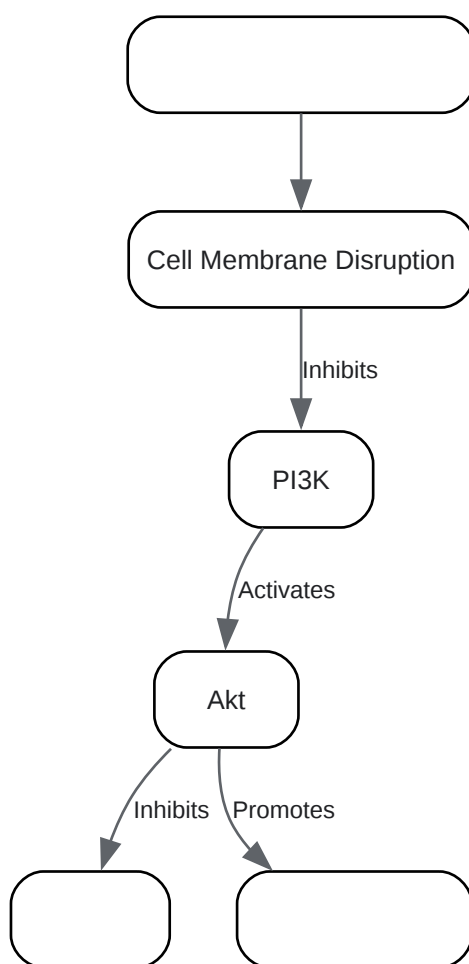 Cell Membrane Disruption
Inhibits
PI3K
Activates
Akt
Inhibits
Promotes